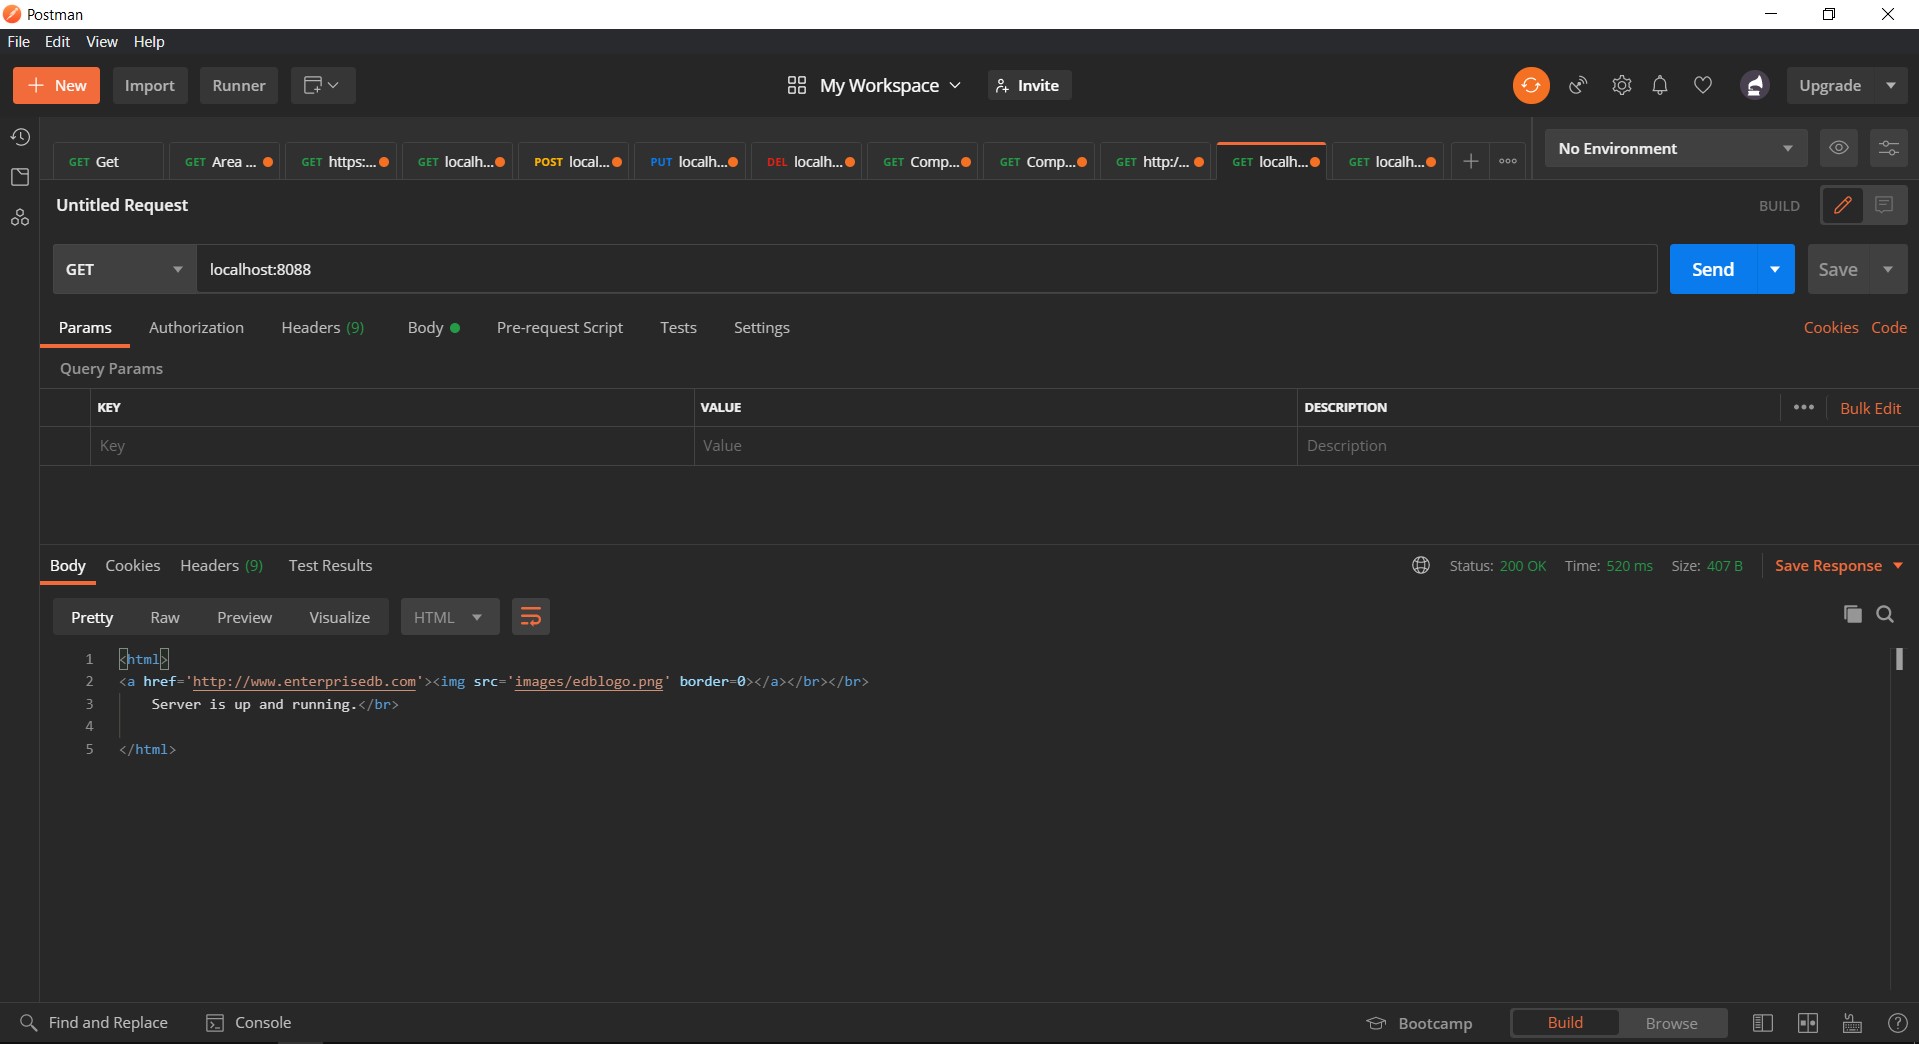 Postman
File Edit View Help
New Import Runner My Workspace Invite Upgrade
GET Get GET Area ... GET https:... GET localh... POST local... PUT localh... DEL localh... GET Comp... GET Comp... GET http:/... GET localh... GET localh... No Environment
Untitled Request BUILD
GET localhost:8088 Send Save
Params Authorization Headers (9) Body Pre-request Script Tests Settings Cookies Code
Query Params
KEY VALUE DESCRIPTION Bulk Edit
Key Value Description
Body Cookies Headers (9) Test Results Status: 200 OK Time: 520 ms Size: 407 B Save Response
Pretty Raw Preview Visualize HTML
1 <html>
2 <a href='http://www.enterprisedb.com'><img src='images/edblogo.png' border=0></a></br></br>
3 Server is up and running.</br>
4
5 </html>
Find and Replace Console Bootcamp Build Browse